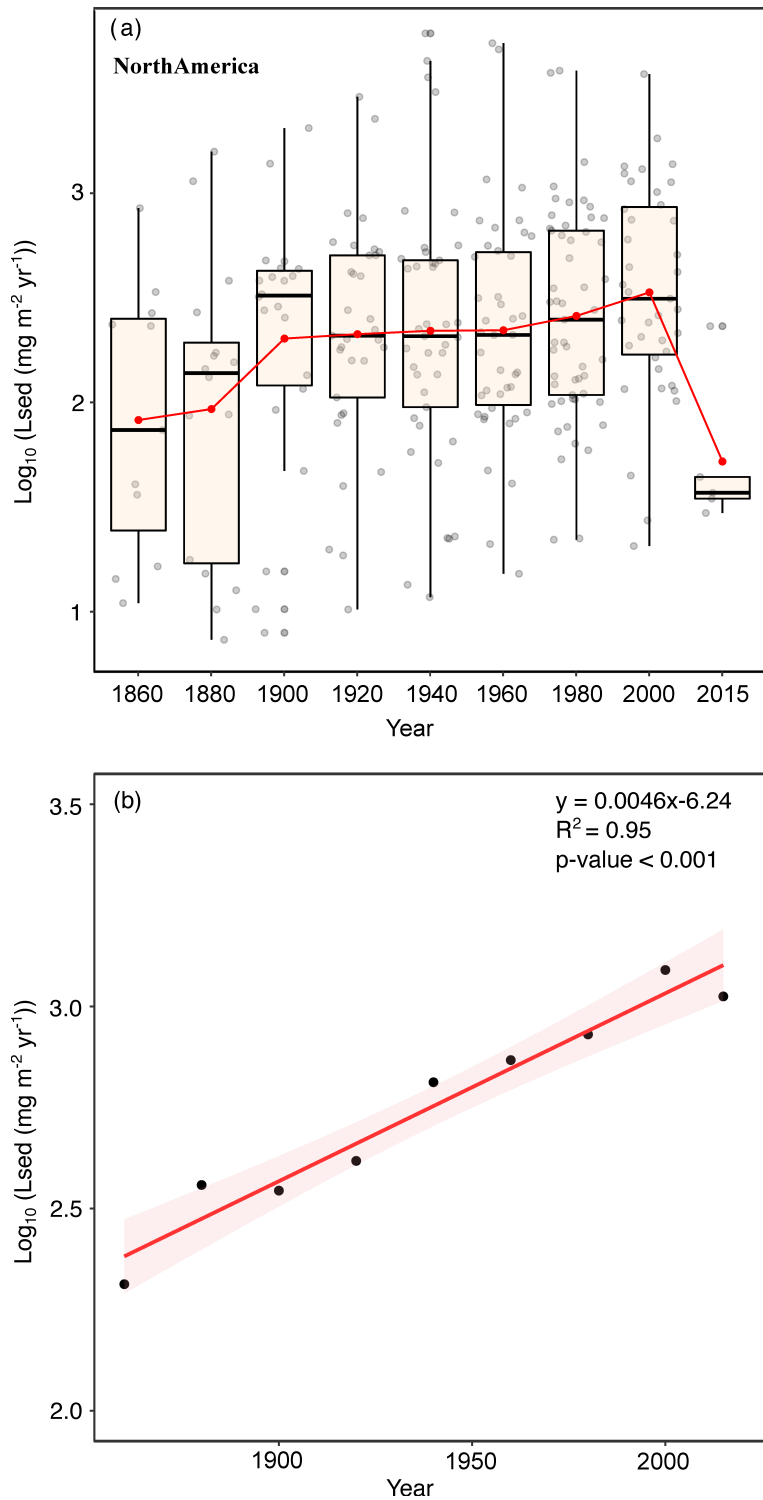 (a)
NorthAmerica
3
2
1
Log₁₀ (Lsed (mg m⁻² yr⁻¹))
1860 1880 1900 1920 1940 1960 1980 2000 2015
Year
(b)
y = 0.0046x-6.24
R² = 0.95
p-value < 0.001
3.5
3.0
2.5
2.0
Log₁₀ (Lsed (mg m⁻² yr⁻¹))
1900 1950 2000
Year